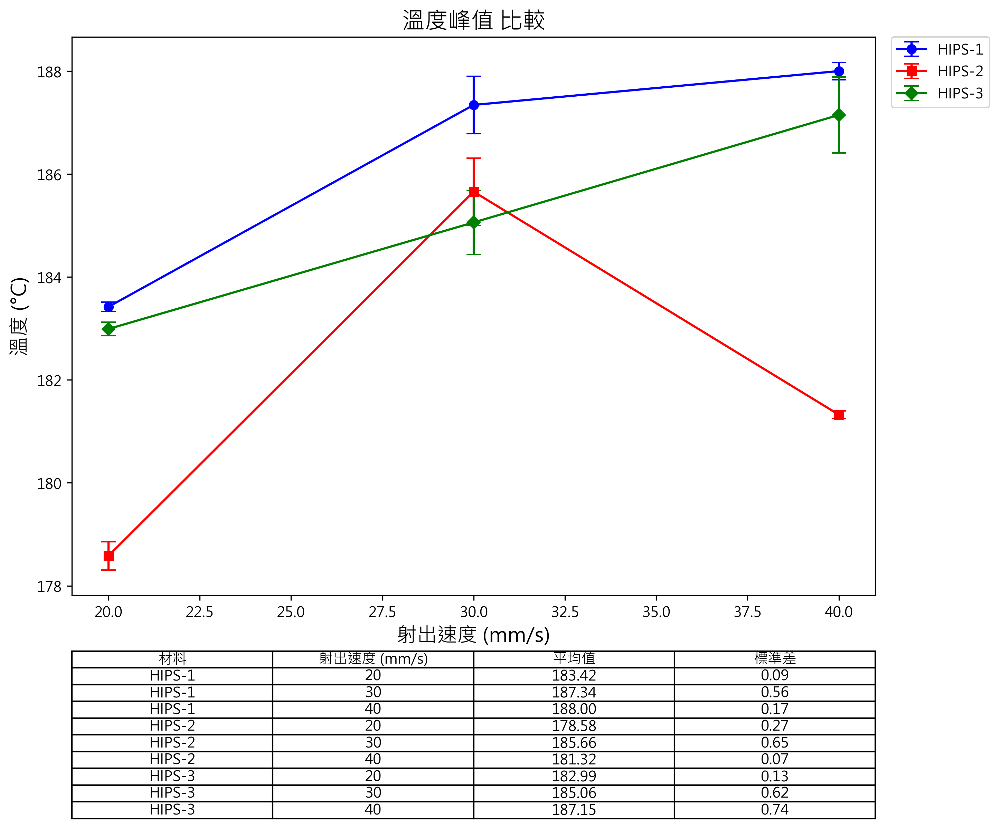 溫度峰值 比較
HIPS-1
HIPS-2
HIPS-3
溫度 (°C)
188
186
184
182
180
178
20.0 22.5 25.0 27.5 30.0 32.5 35.0 37.5 40.0
射出速度 (mm/s)
材料 射出速度 (mm/s) 平均值 標準差
HIPS-1 20 183.42 0.09
HIPS-1 30 187.34 0.56
HIPS-1 40 188.00 0.17
HIPS-2 20 178.58 0.27
HIPS-2 30 185.66 0.65
HIPS-2 40 181.32 0.07
HIPS-3 20 182.99 0.13
HIPS-3 30 185.06 0.62
HIPS-3 40 187.15 0.74